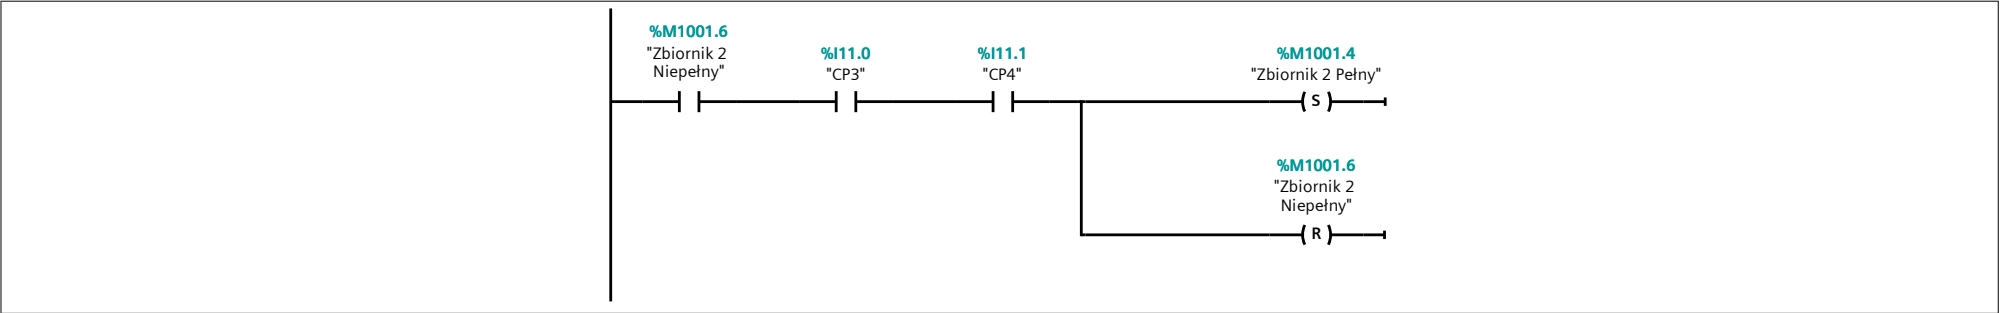 %M1001.6
"Zbiornik 2
Niepełny"
%I11.0
"CP3"
%I11.1
"CP4"
%M1001.4
"Zbiornik 2 Pełny"
S
%M1001.6
"Zbiornik 2
Niepełny"
R